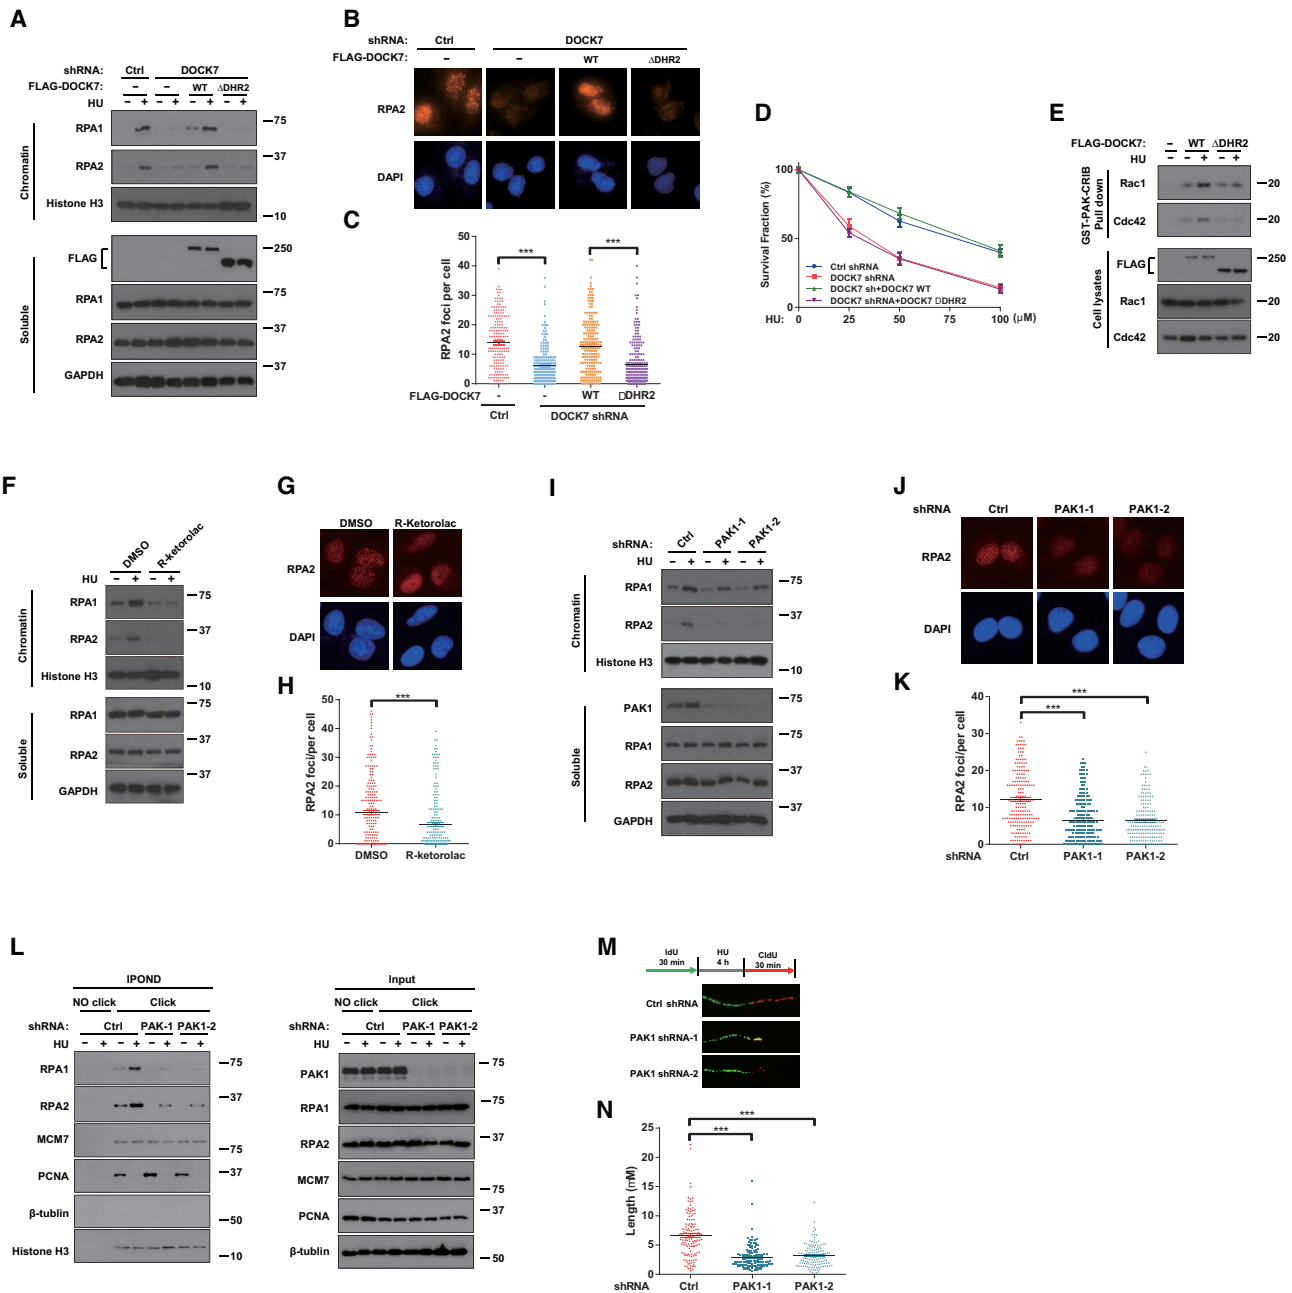 A
shRNA: Ctrl DOCK7
FLAG-DOCK7: – – WT ΔDHR2
HU – + – + – + – +
Chromatin
RPA1 75
RPA2 37
Histone H3 10
Soluble
FLAG 250
RPA1 75
RPA2 37
GAPDH 37
B
shRNA: Ctrl DOCK7
FLAG-DOCK7: – – WT ΔDHR2
RPA2
DAPI
C
RPA2 foci per cell
50
40
30
20
10
0
*** ***
FLAG-DOCK7 - - WT □DHR2
Ctrl DOCK7 shRNA
D
Survival Fraction (%)
100
50
0
Ctrl shRNA
DOCK7 shRNA
DOCK7 sh+DOCK7 WT
DOCK7 shRNA+DOCK7 □DHR2
HU: 0 25 50 100 (μM)
E
FLAG-DOCK7: – WT ΔDHR2
HU – + – +
GST-PAK-CRIB Pull down
Rac1 20
Cdc42 20
Cell lysates
FLAG 250
Rac1 20
Cdc42 20
F
DMSO R-ketorolac
HU – + – +
Chromatin
RPA1 75
RPA2 37
Histone H3 10
Soluble
RPA1 75
RPA2 37
GAPDH 37
G
DMSO R-Ketorolac
RPA2
DAPI
H
RPA2 foci/per cell
50
40
30
20
10
0
***
DMSO R-ketorolac
I
shRNA: Ctrl PAK1-1 PAK1-2
HU – + – + – +
Chromatin
RPA1 75
RPA2 37
Histone H3 10
Soluble
PAK1 75
RPA1 75
RPA2 37
GAPDH 37
J
shRNA Ctrl PAK1-1 PAK1-2
RPA2
DAPI
K
RPA2 foci/per cell
40
30
20
10
0
***
***
shRNA Ctrl PAK1-1 PAK1-2
L
IPOND
NO click Click
shRNA: Ctrl PAK-1 PAK1-2
HU – + – + – + – +
RPA1 75
RPA2 37
MCM7 75
PCNA 37
β-tublin 50
Histone H3 10
Input
NO click Click
shRNA: Ctrl PAK-1 PAK1-2
HU – + – + – + – +
PAK1 75
RPA1
RPA2 37
MCM7 75
PCNA 37
β-tublin 50
M
IdU 30 min
HU 4 h
CldU 30 min
Ctrl shRNA
PAK1 shRNA-1
PAK1 shRNA-2
N
Length (mM)
25
20
15
10
5
0
***
***
shRNA Ctrl PAK1-1 PAK1-2